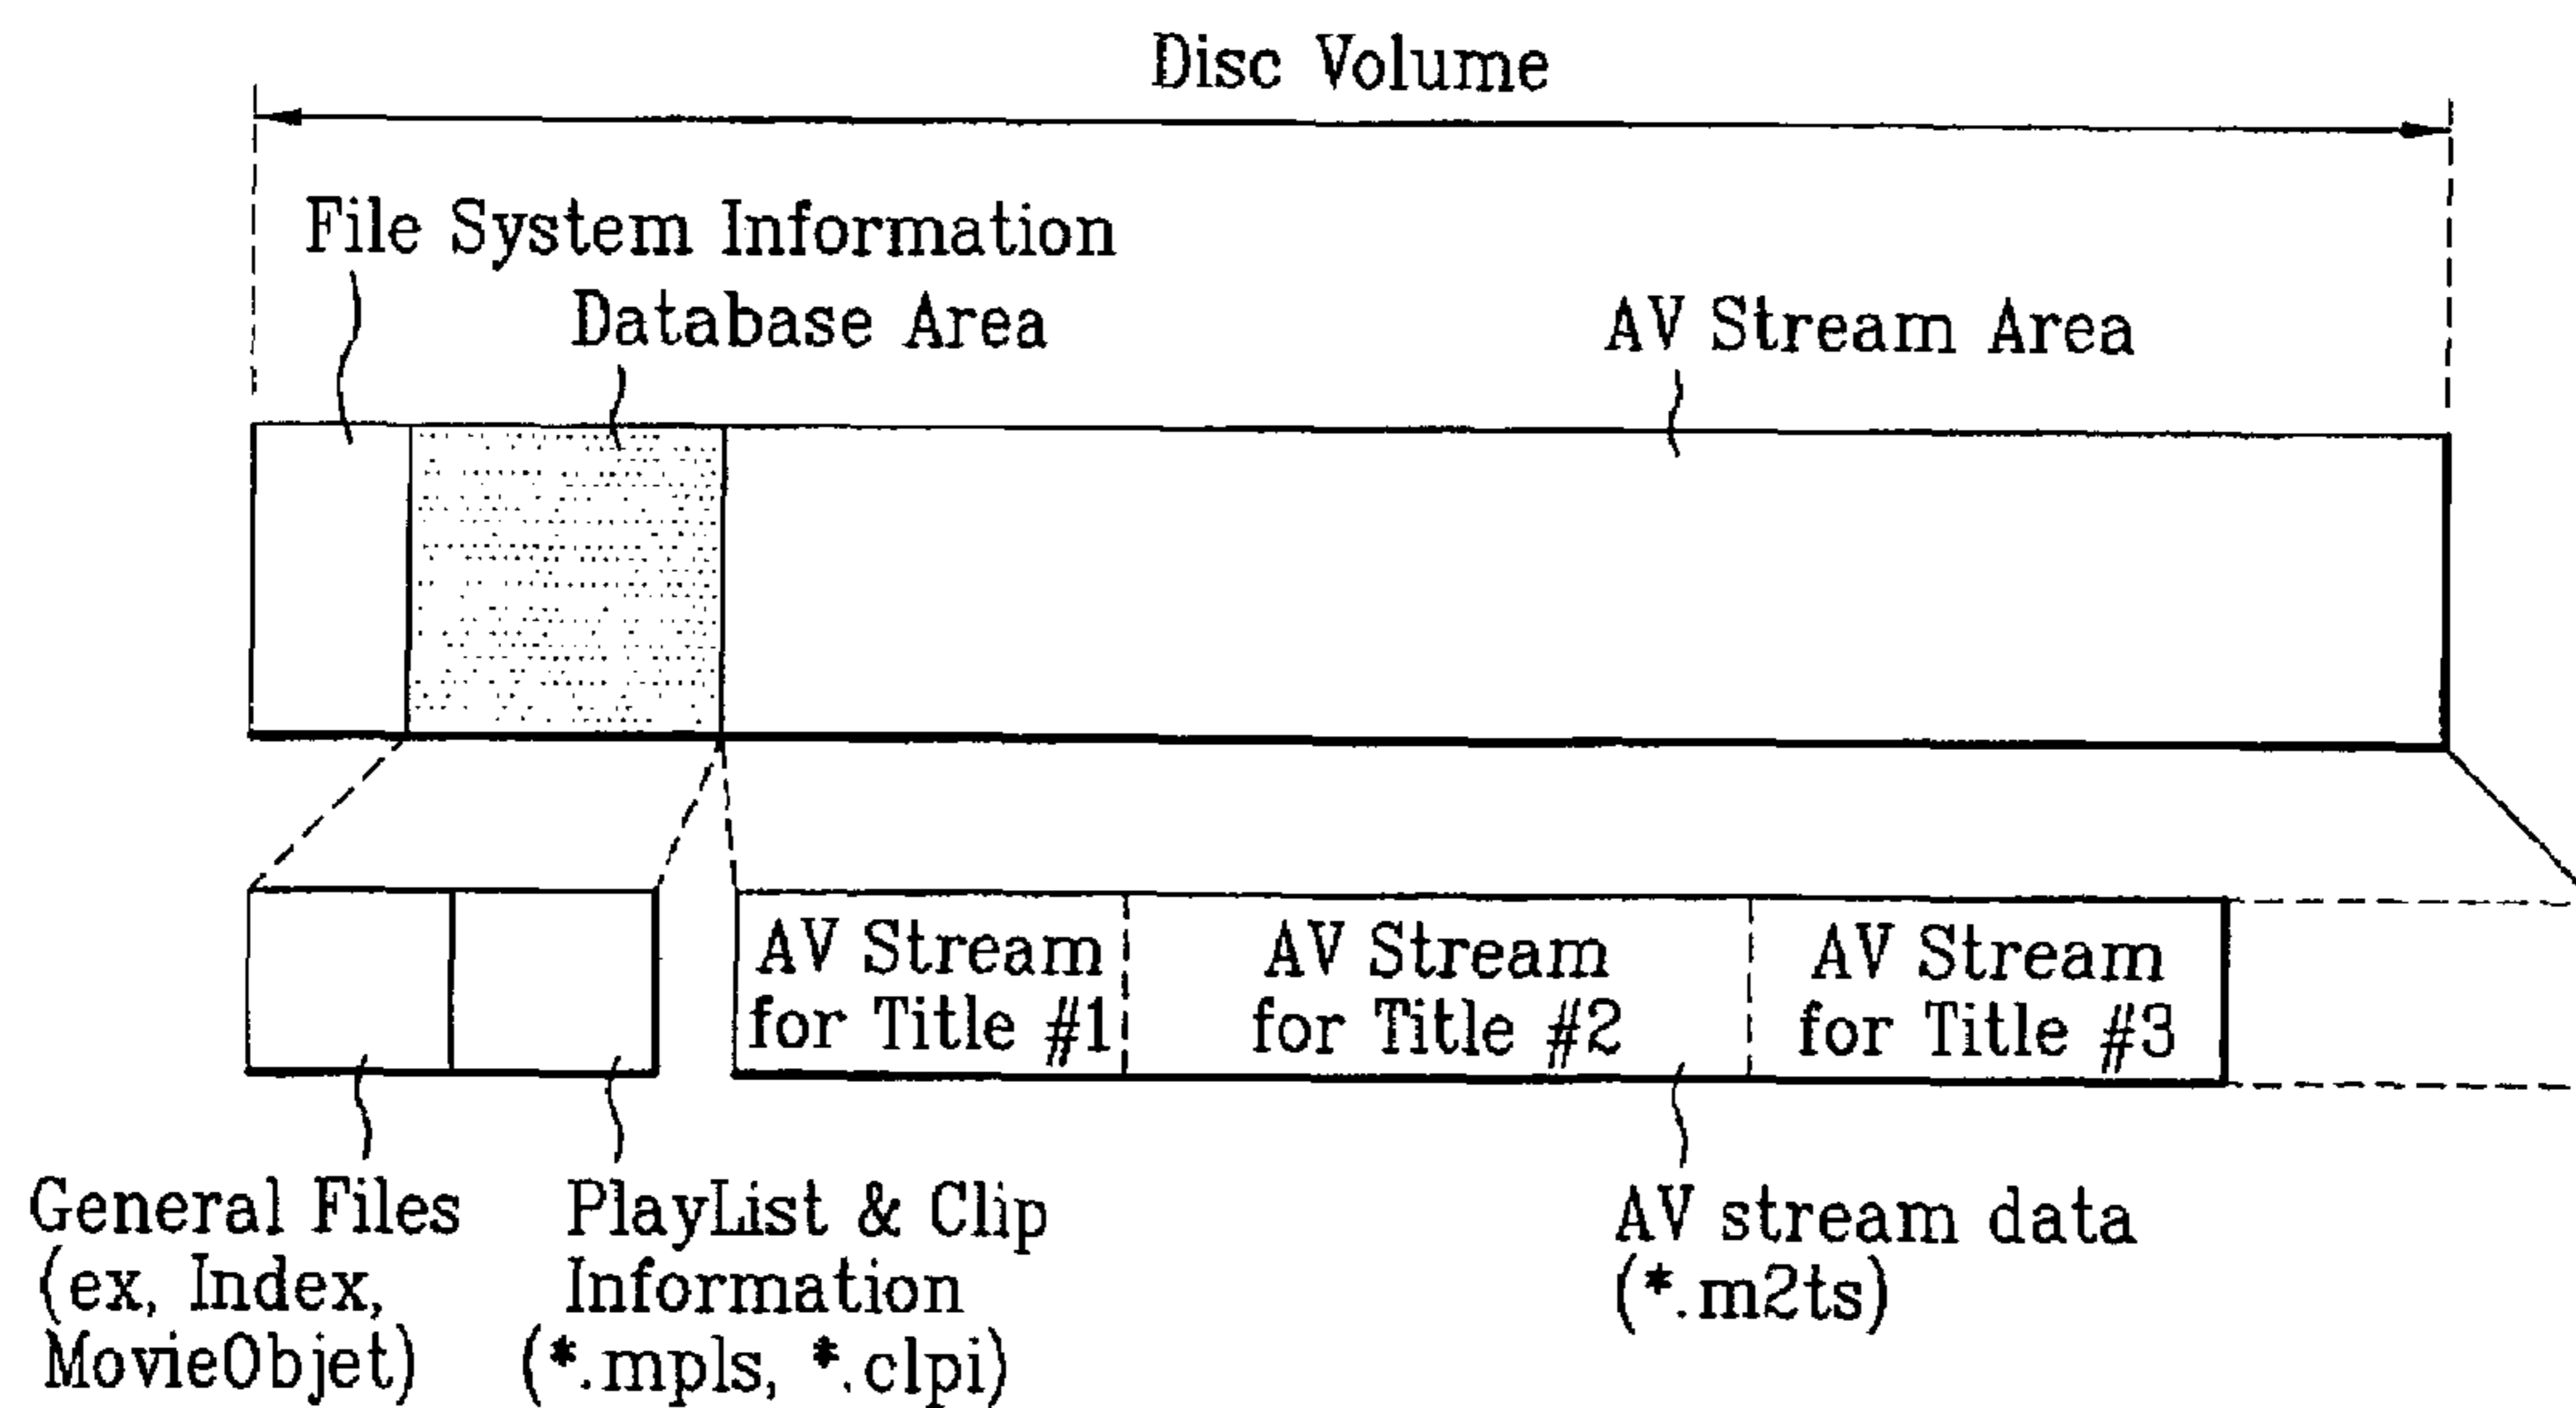 Disc Volume
File System Information
Database Area
AV Stream Area
AV Stream
for Title #1
AV Stream
for Title #2
AV Stream
for Title #3
General Files
(ex, Index,
MovieObjet)
PlayList & Clip
Information
(*.mpls, *.clpi)
AV stream data
(*.m2ts)